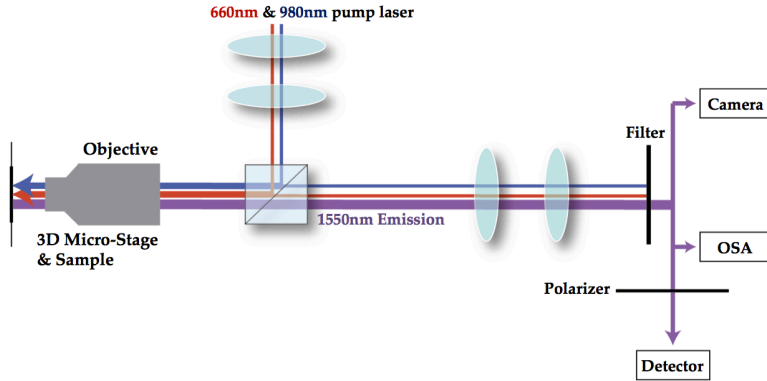 660nm & 980nm pump laser
Camera
Filter
Objective
1550nm Emission
3D Micro-Stage
& Sample
OSA
Polarizer
Detector